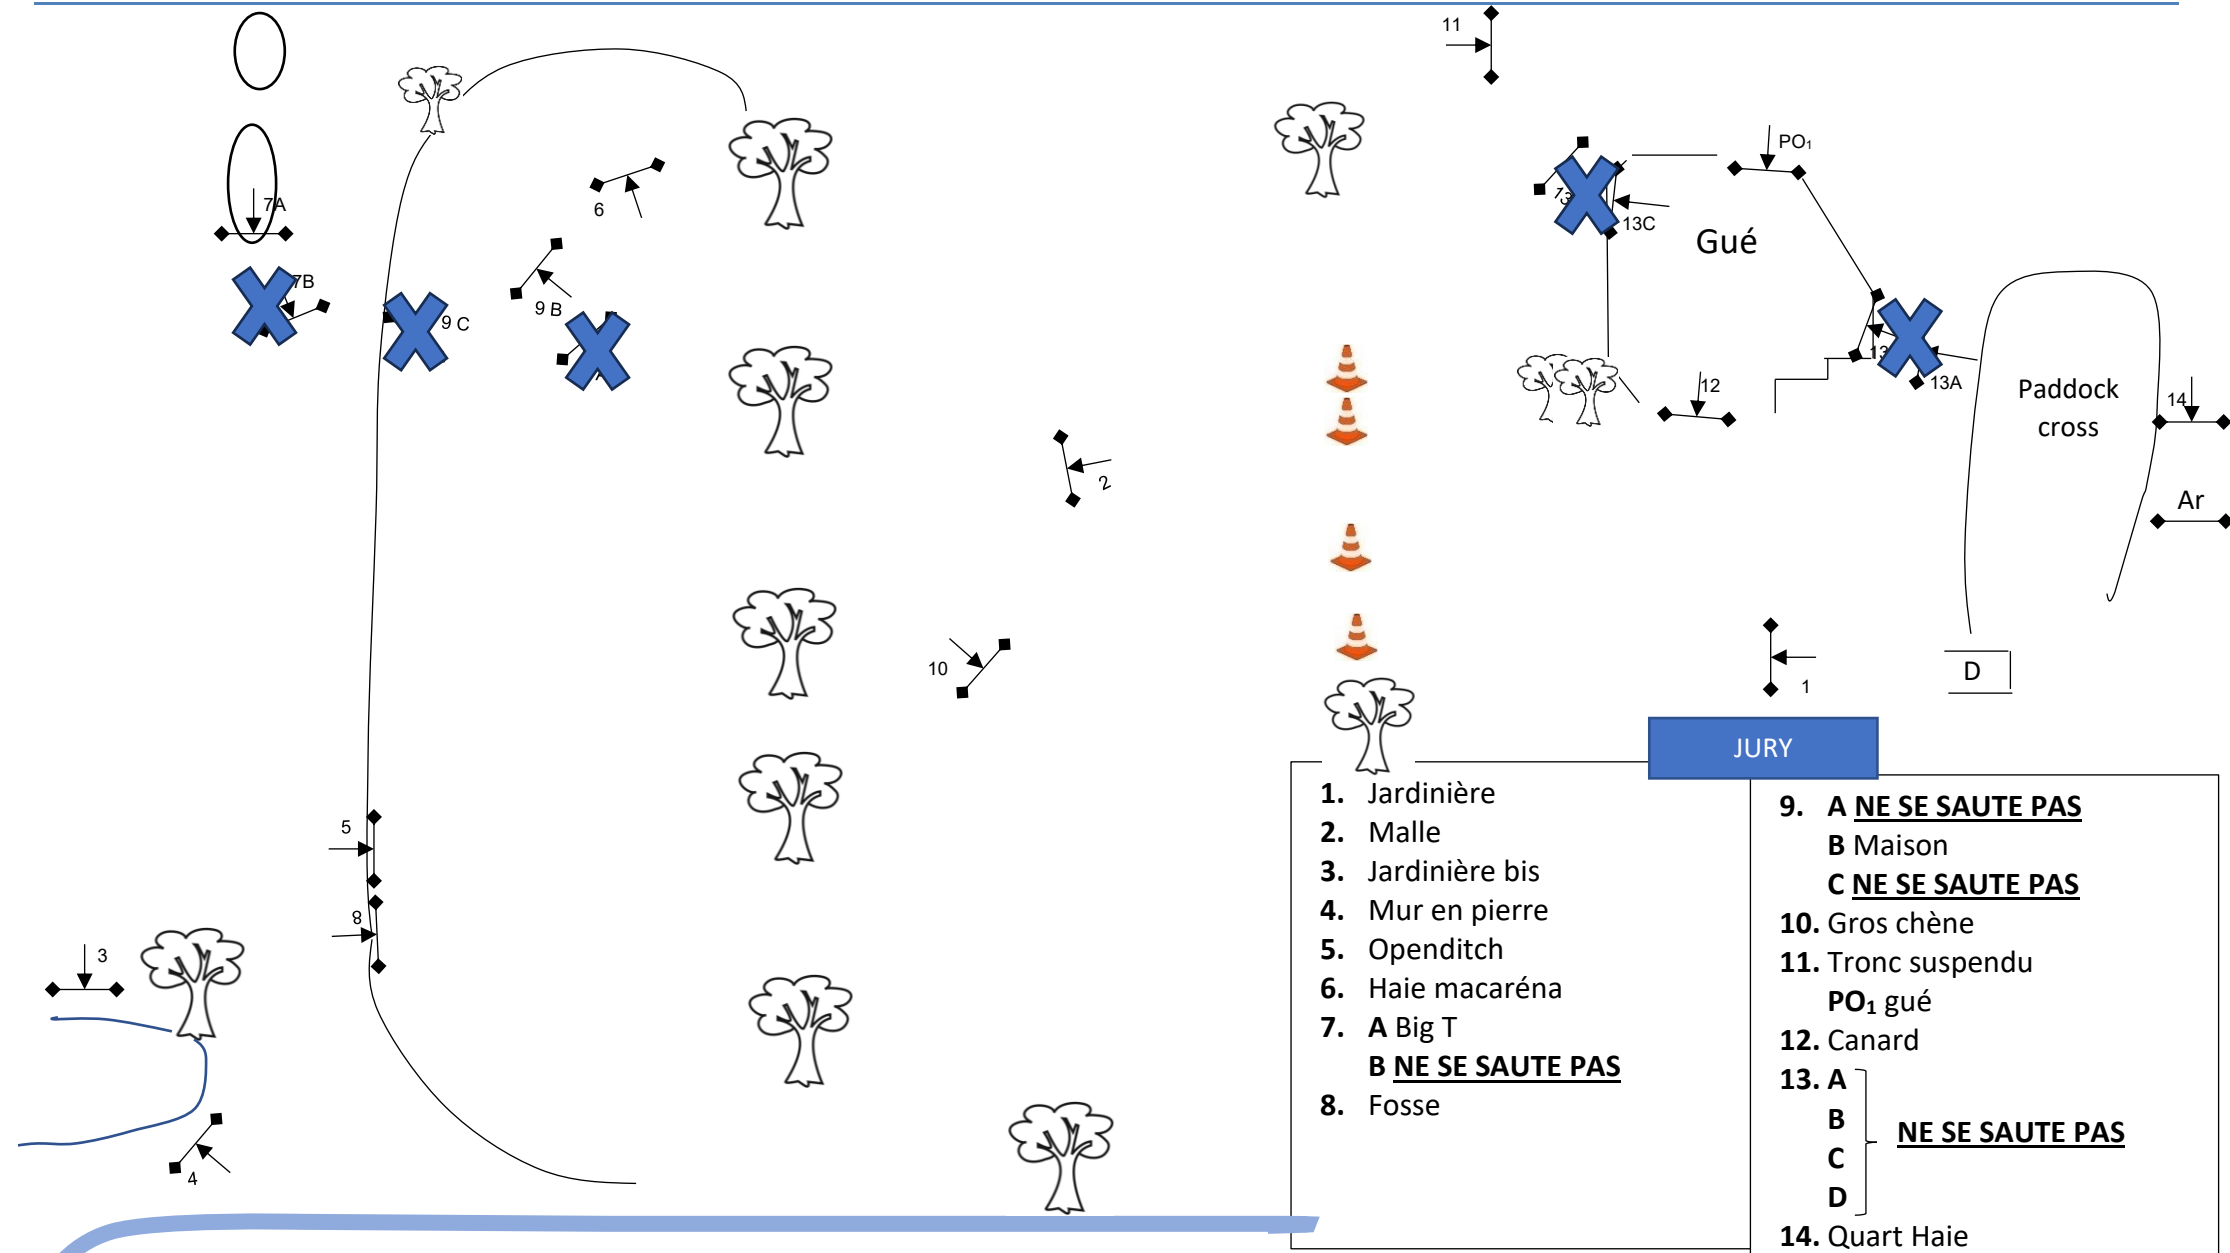 11
PO₁
7A
6
13
13C
Gué
7B
9 C
9 B
13
13A
12
Paddock
cross
14
2
Ar
10
1
D
5
8
3
4
JURY
1. Jardinière
2. Malle
3. Jardinière bis
4. Mur en pierre
5. Openditch
6. Haie macaréna
7. A Big T
B NE SE SAUTE PAS
8. Fosse
9. A NE SE SAUTE PAS
B Maison
C NE SE SAUTE PAS
10. Gros chène
11. Tronc suspendu
PO₁ gué
12. Canard
13. A
B
C
D
NE SE SAUTE PAS
14. Quart Haie